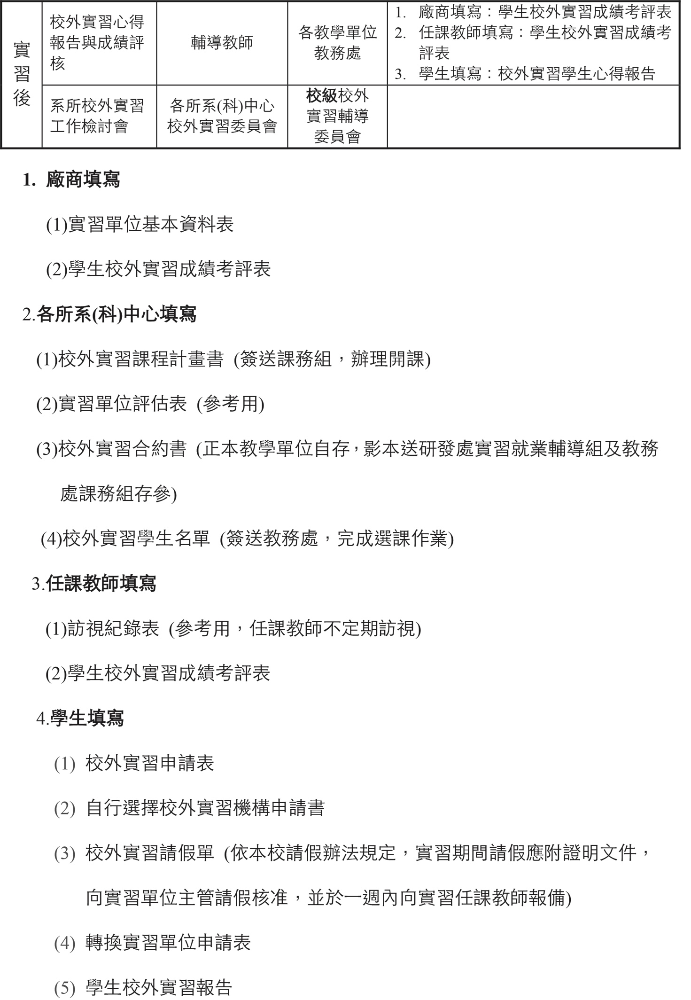 實
習
後
校外實習心得
報告與成績評
核
輔導教師
各教學單位
教務處
1. 廠商填寫：學生校外實習成績考評表
2. 任課教師填寫：學生校外實習成績考
評表
3. 學生填寫：校外實習學生心得報告
系所校外實習
工作檢討會
各所系(科)中心
校外實習委員會
校級校外
實習輔導
委員會
1. 廠商填寫
(1)實習單位基本資料表
(2)學生校外實習成績考評表
2.各所系(科)中心填寫
(1)校外實習課程計畫書 (簽送課務組，辦理開課)
(2)實習單位評估表 (參考用)
(3)校外實習合約書 (正本教學單位自存，影本送研發處實習就業輔導組及教務
處課務組存參)
(4)校外實習學生名單 (簽送教務處，完成選課作業)
3.任課教師填寫
(1)訪視紀錄表 (參考用，任課教師不定期訪視)
(2)學生校外實習成績考評表
4.學生填寫
(1) 校外實習申請表
(2) 自行選擇校外實習機構申請書
(3) 校外實習請假單 (依本校請假辦法規定，實習期間請假應附證明文件，
向實習單位主管請假核准，並於一週內向實習任課教師報備)
(4) 轉換實習單位申請表
(5) 學生校外實習報告